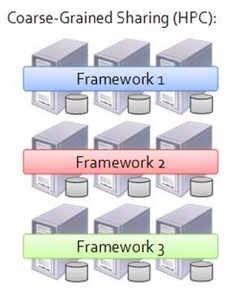 Coarse-Grained Sharing (HPC):
Framework 1
Framework 2
Framework 3